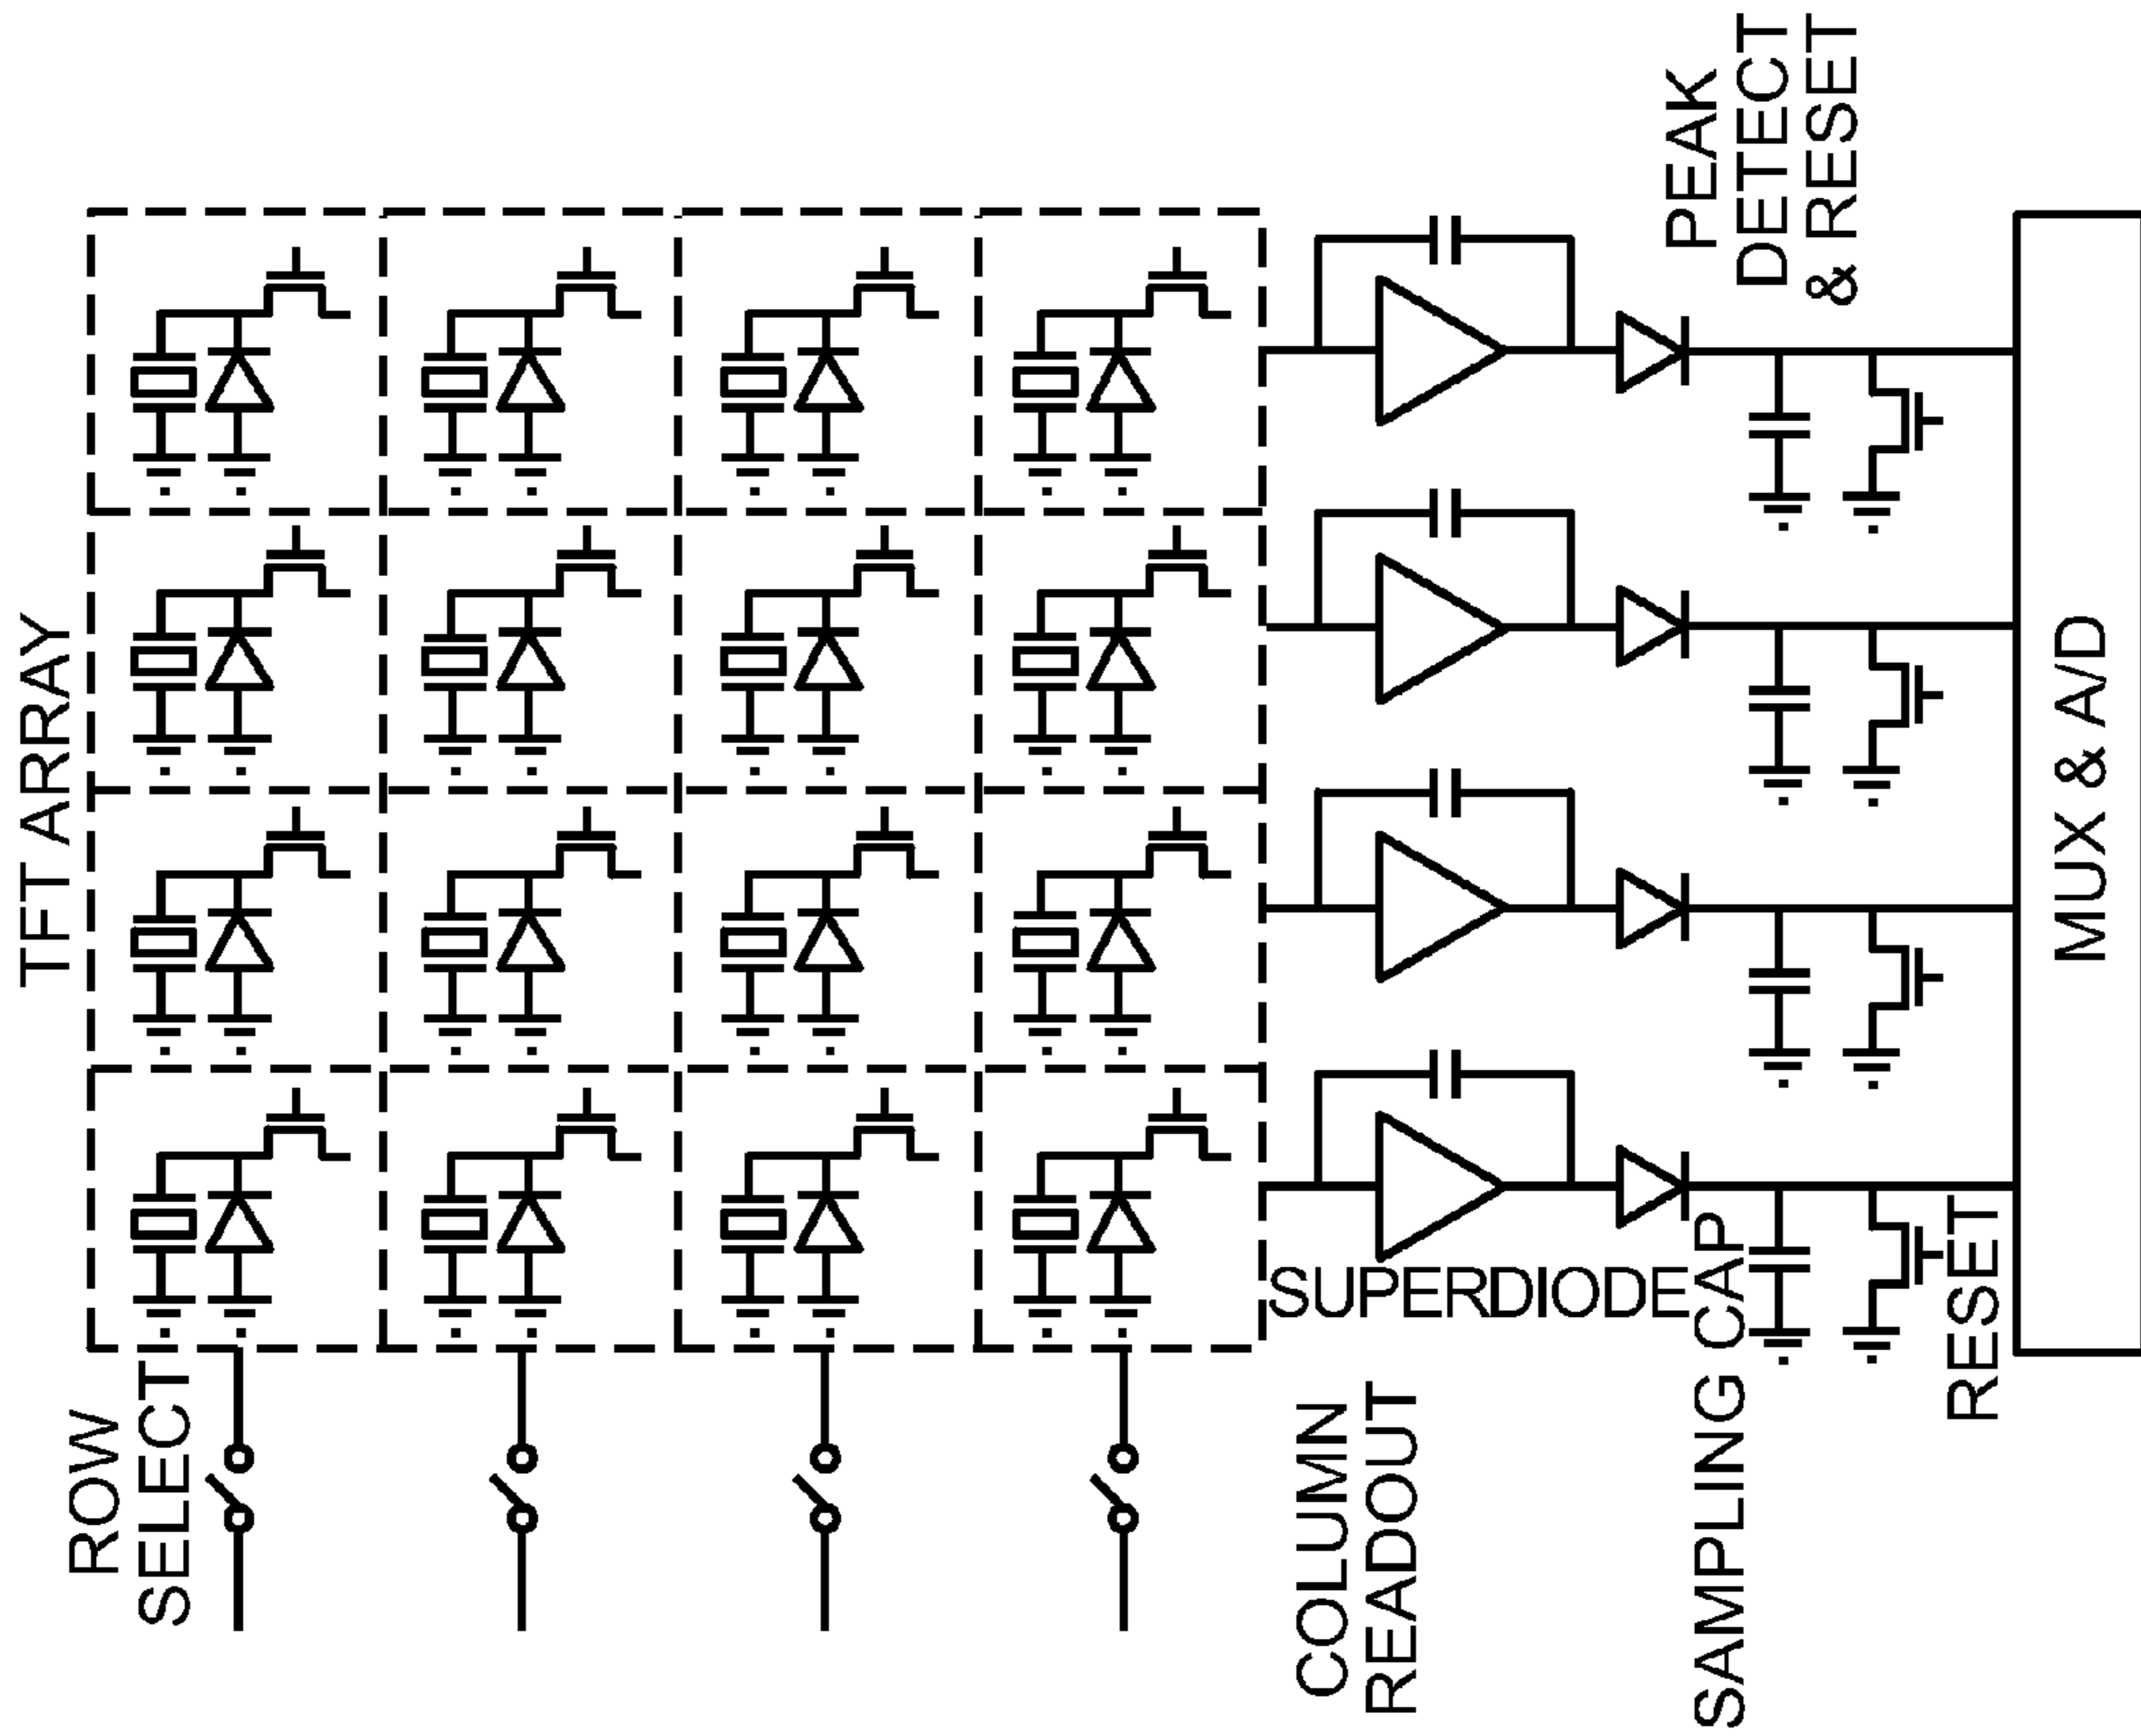 TFT ARRAY
ROW
SELECT
PEAK
DETECT
& RESET
SUPERDIODE
COLUMN
READOUT
SAMPLING CAP
RESET
MUX & A/D